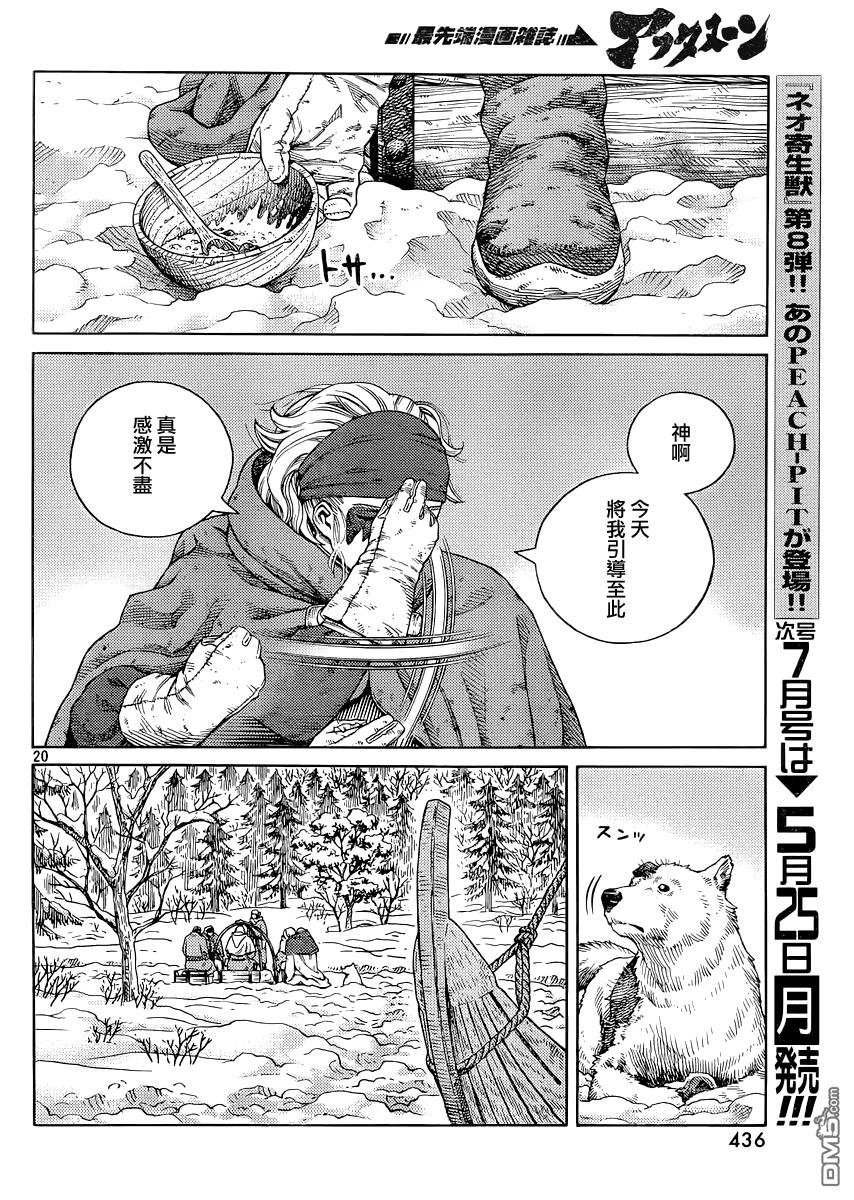 最先端漫画雑誌
アフタヌーン
『ネオ寄生獣』第8弾!! あのPEACH-PITが登場!!
次号7月号は
5月25日月発売!!!
トサ...
神啊
今天
將我引導至此
真是
感激不盡
20
スンッ
436
DM5.com